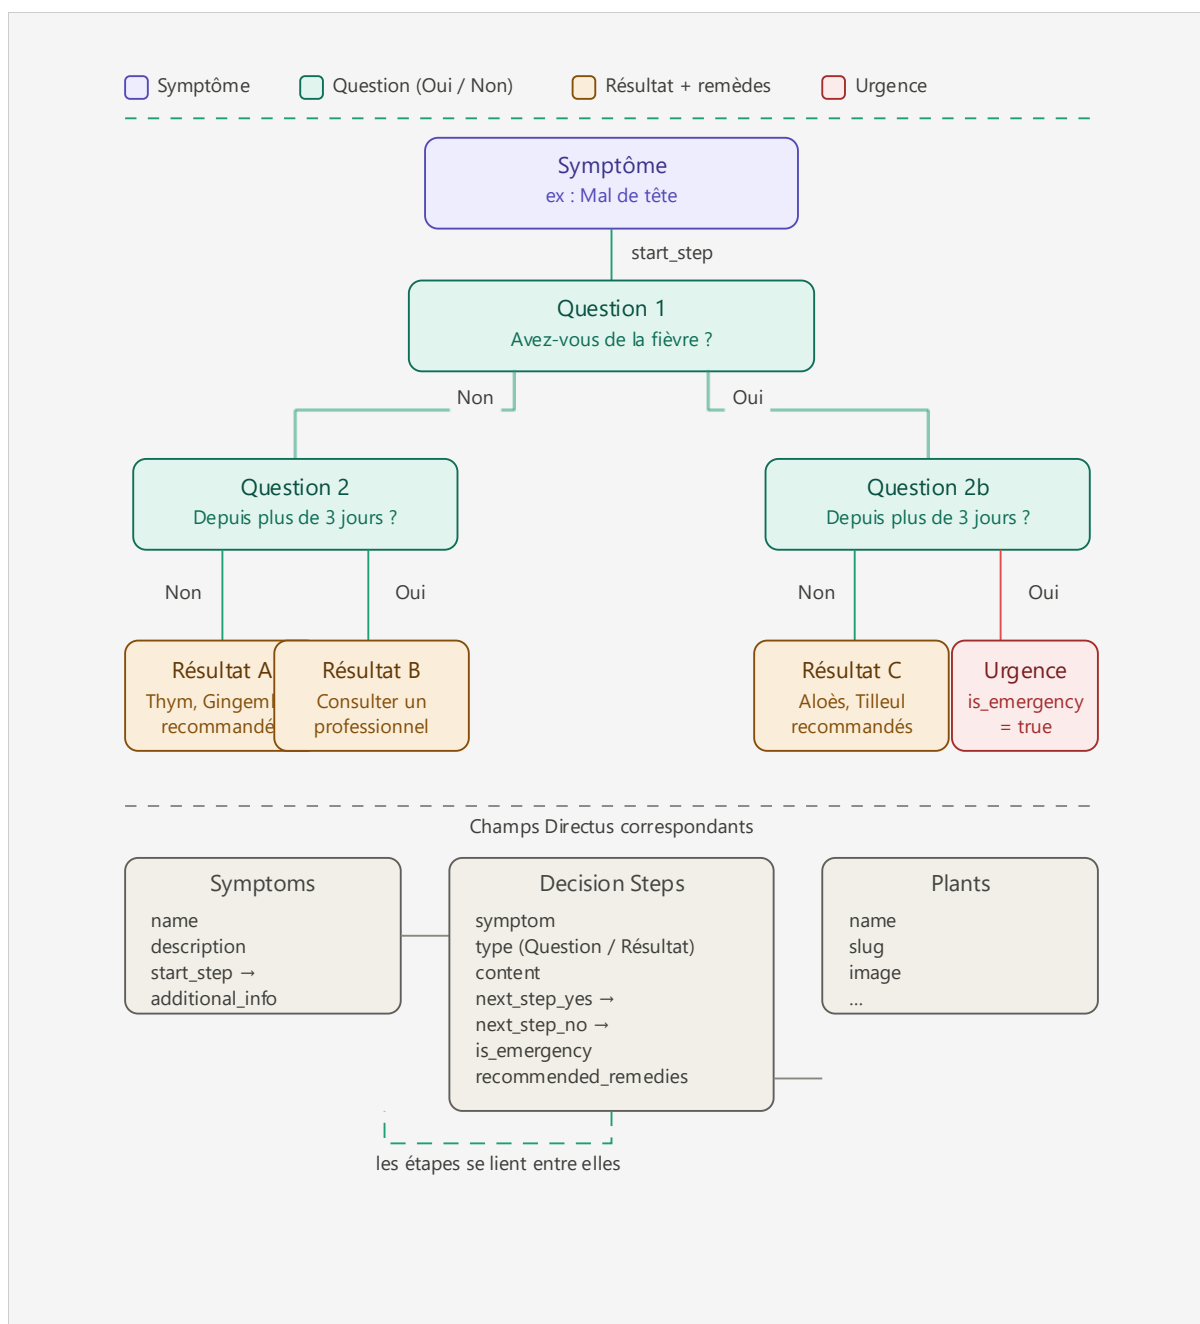 Symptôme
Question (Oui / Non)
Résultat + remèdes
Urgence
Symptôme
ex : Mal de tête
start_step
Question 1
Avez-vous de la fièvre ?
Non
Oui
Question 2
Depuis plus de 3 jours ?
Question 2b
Depuis plus de 3 jours ?
Non
Oui
Non
Oui
Résultat A
Thym,
Résultat B
Consulter un
professionnel
Résultat C
Aloès, Tilleul
recommandés
Urgence
is_emergency
= true
Champs Directus correspondants
Symptoms
name
description
start_step →
additional_info
Decision Steps
symptom
type (Question / Résultat)
content
next_step_yes →
next_step_no →
is_emergency
recommended_remedies
Plants
name
slug
image
...
les étapes se lient entre elles